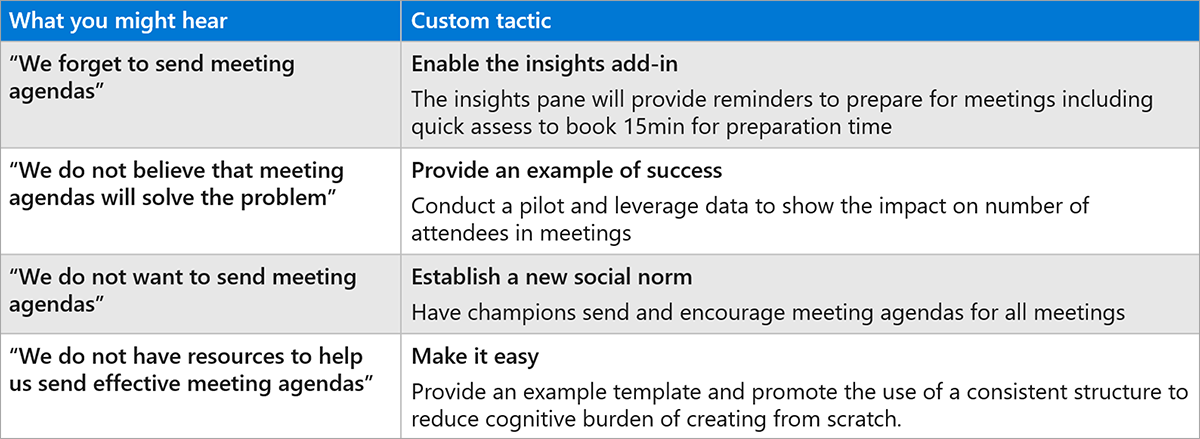 What you might hear
Custom tactic
“We forget to send meeting
agendas”
Enable the insights add-in
The insights pane will provide reminders to prepare for meetings including
quick assess to book 15min for preparation time
“We do not believe that meeting
agendas will solve the problem”
Provide an example of success
Conduct a pilot and leverage data to show the impact on number of
attendees in meetings
“We do not want to send meeting
agendas”
Establish a new social norm
Have champions send and encourage meeting agendas for all meetings
“We do not have resources to help
us send effective meeting agendas”
Make it easy
Provide an example template and promote the use of a consistent structure to
reduce cognitive burden of creating from scratch.